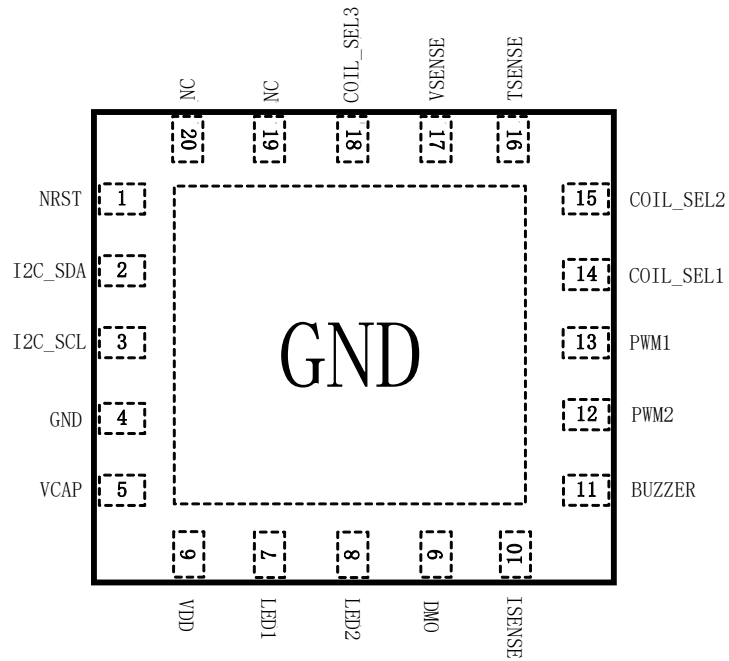 NC
NC
COIL_SEL3
VSENSE
TSENSE
20
19
18
17
16
NRST 1
15 COIL_SEL2
I2C_SDA 2
14 COIL_SEL1
I2C_SCL 3
13 PWM1
GND
GND 4
12 PWM2
VCAP 5
11 BUZZER
6
7
8
9
10
VDD
LED1
LED2
DMO
ISENSE